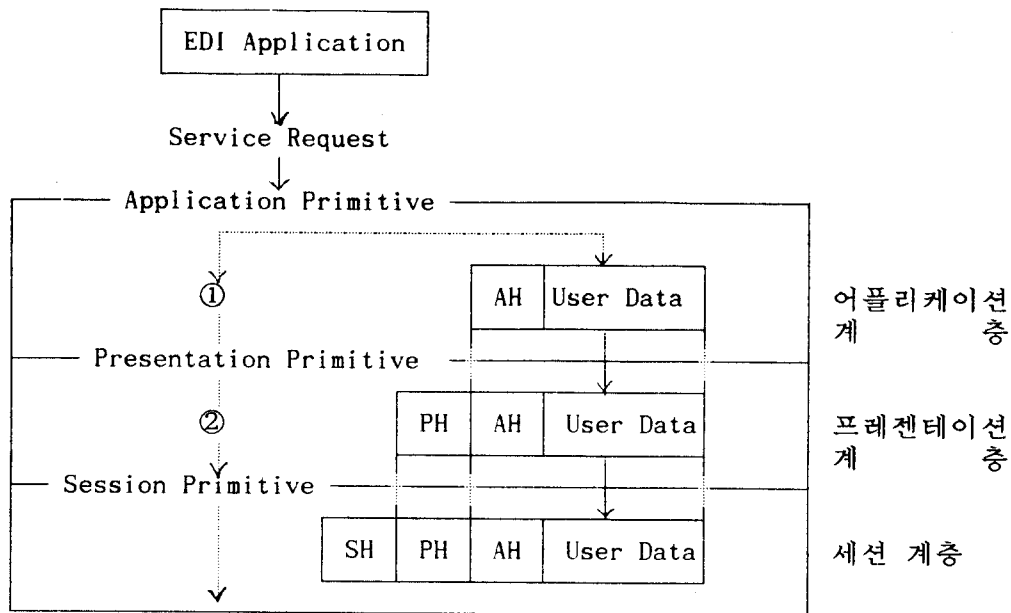 EDI Application
Service Request
Application Primitive
① AH User Data
어플리케이션
계 층
Presentation Primitive
② PH AH User Data
프레젠테이션
계 층
Session Primitive
SH PH AH User Data
세션 계층